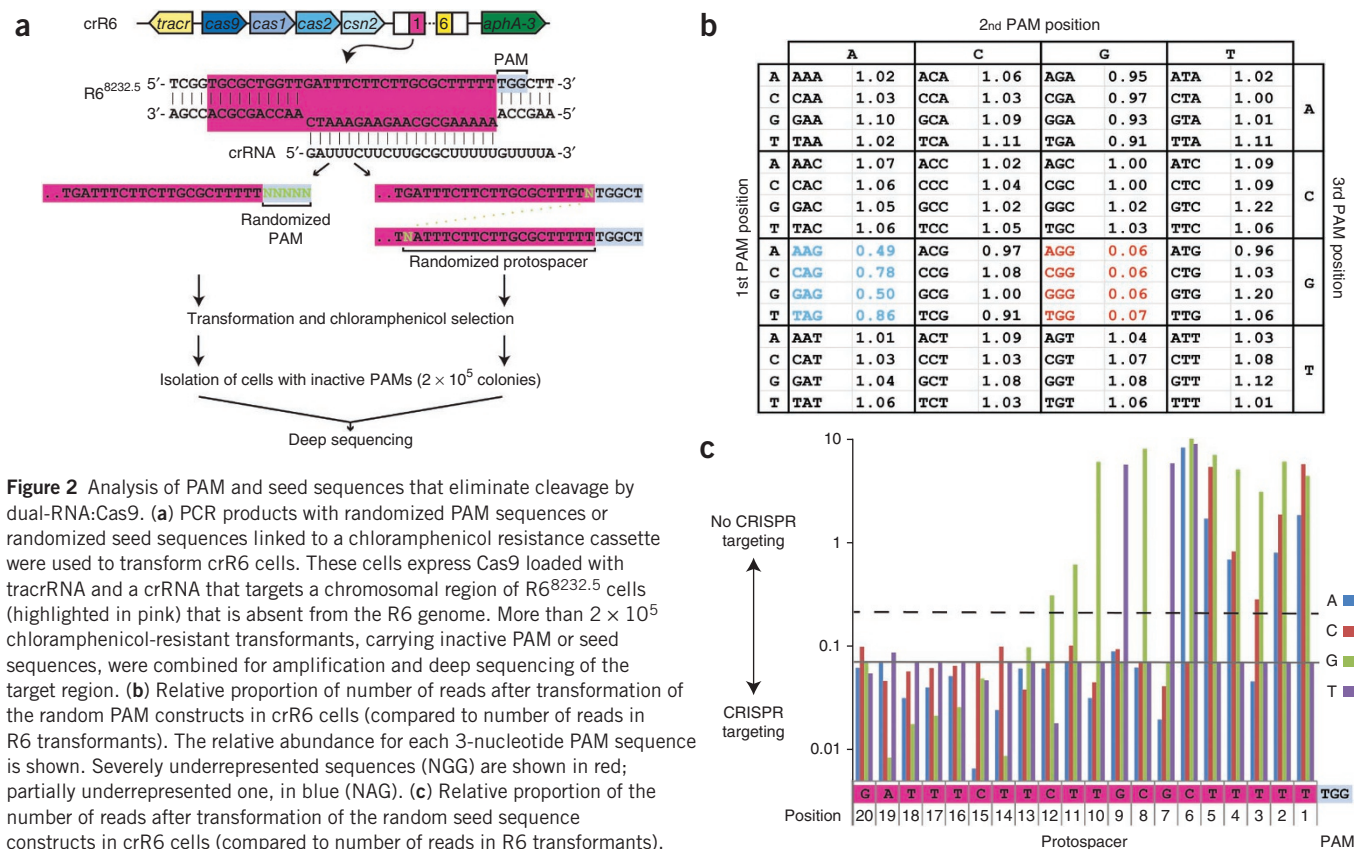 a
crR6
tracr cas9 cas1 cas2 csn2 1 6 aphA-3
PAM
R6^8232.5 5′- TCGGTGCGCTGGTTGATTTCTTCTTGCGCTTTTTTGGCTT -3′
3′- AGCCACGCGACCAACTAAAGAAGAACGCGAAAAAACCGAA -5′
crRNA 5′-GAUUUCUUCUUGCGCUUUUUGUUUUA-3′
..TGATTTCTTCTTGCGCTTTTTNNNNN
Randomized PAM
..TGATTTCTTCTTGCGCTTTTNTGGCT
..TNATTTCTTCTTGCGCTTTTTTGGCT
Randomized protospacer
Transformation and chloramphenicol selection
Isolation of cells with inactive PAMs (2 × 10^5 colonies)
Deep sequencing
Figure 2 Analysis of PAM and seed sequences that eliminate cleavage by
dual-RNA:Cas9. (a) PCR products with randomized PAM sequences or
randomized seed sequences linked to a chloramphenicol resistance cassette
were used to transform crR6 cells. These cells express Cas9 loaded with
tracrRNA and a crRNA that targets a chromosomal region of R6^8232.5 cells
(highlighted in pink) that is absent from the R6 genome. More than 2 × 10^5
chloramphenicol-resistant transformants, carrying inactive PAM or seed
sequences, were combined for amplification and deep sequencing of the
target region. (b) Relative proportion of number of reads after transformation of
the random PAM constructs in crR6 cells (compared to number of reads in
R6 transformants). The relative abundance for each 3-nucleotide PAM sequence
is shown. Severely underrepresented sequences (NGG) are shown in red;
partially underrepresented one, in blue (NAG). (c) Relative proportion of the
number of reads after transformation of the random seed sequence
constructs in crR6 cells (compared to number of reads in R6 transformants).
b
2nd PAM position
A C G T
1st PAM position
3rd PAM position
A AAA 1.02 ACA 1.06 AGA 0.95 ATA 1.02
C CAA 1.03 CCA 1.03 CGA 0.97 CTA 1.00 A
G GAA 1.10 GCA 1.09 GGA 0.93 GTA 1.01
T TAA 1.02 TCA 1.11 TGA 0.91 TTA 1.11
A AAC 1.07 ACC 1.02 AGC 1.00 ATC 1.09
C CAC 1.06 CCC 1.04 CGC 1.00 CTC 1.09 C
G GAC 1.05 GCC 1.02 GGC 1.02 GTC 1.22
T TAC 1.06 TCC 1.05 TGC 1.03 TTC 1.06
A AAG 0.49 ACG 0.97 AGG 0.06 ATG 0.96
C CAG 0.78 CCG 1.08 CGG 0.06 CTG 1.03 G
G GAG 0.50 GCG 1.00 GGG 0.06 GTG 1.20
T TAG 0.86 TCG 0.91 TGG 0.07 TTG 1.06
A AAT 1.01 ACT 1.09 AGT 1.04 ATT 1.03
C CAT 1.03 CCT 1.03 CGT 1.07 CTT 1.08 T
G GAT 1.04 GCT 1.08 GGT 1.08 GTT 1.12
T TAT 1.06 TCT 1.03 TGT 1.06 TTT 1.01
c
10
1
0.1
0.01
No CRISPR targeting
CRISPR targeting
A
C
G
T
G A T T T C T T C T T G C G C T T T T T TGG
Position 20 19 18 17 16 15 14 13 12 11 10 9 8 7 6 5 4 3 2 1
Protospacer PAM